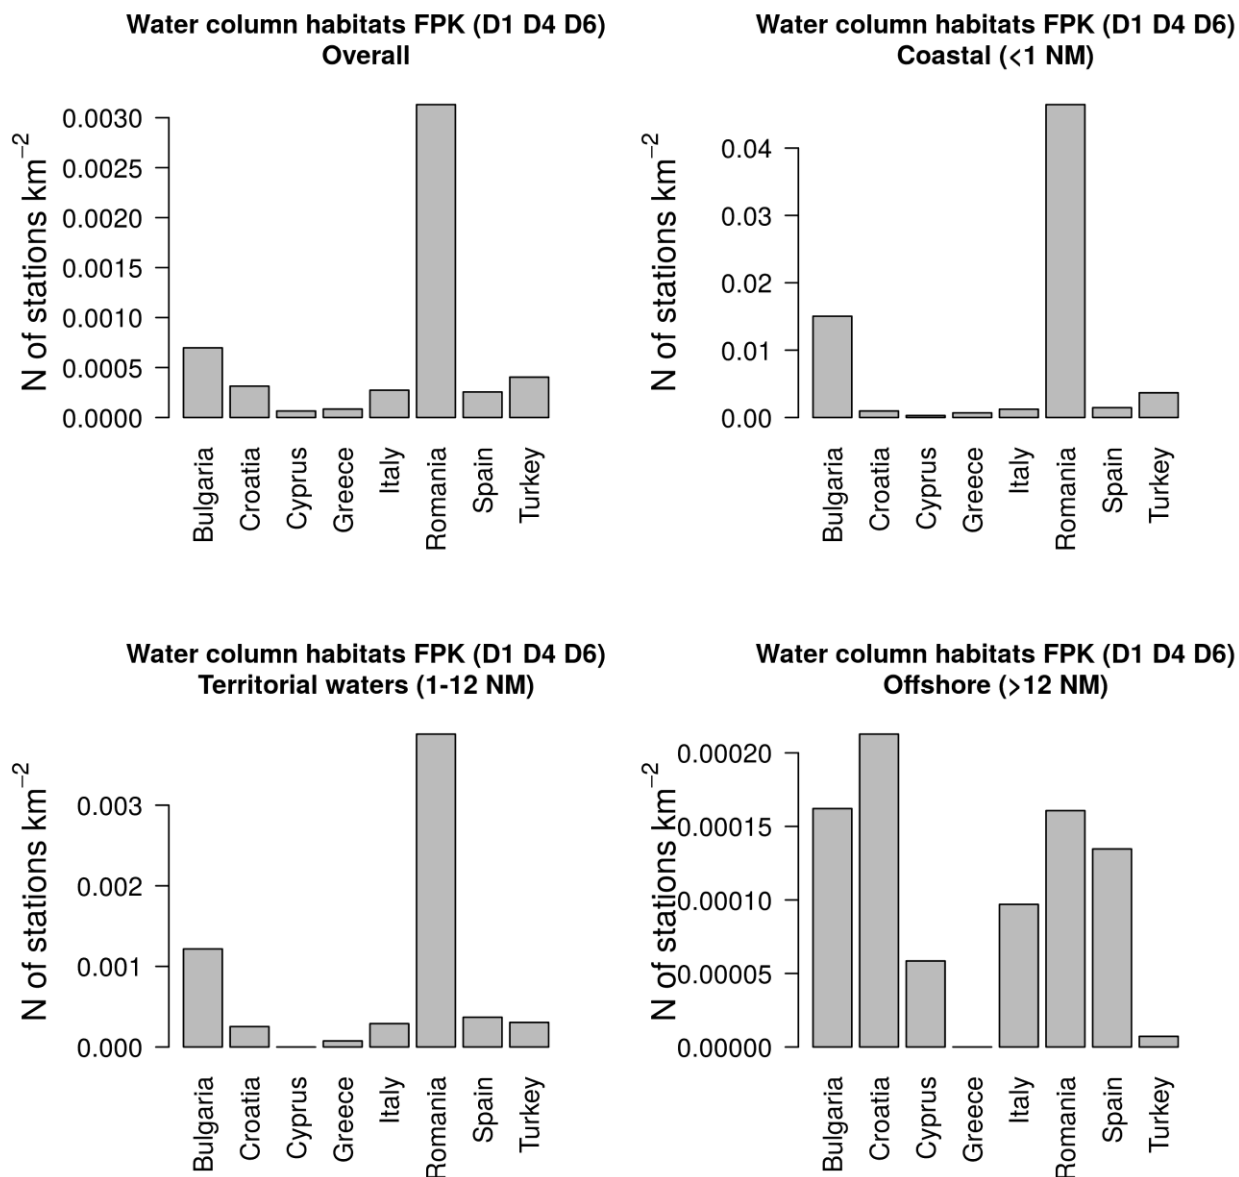 Water column habitats FPK (D1 D4 D6)
Overall
N of stations km⁻²
0.0030
0.0025
0.0020
0.0015
0.0010
0.0005
0.0000
Bulgaria
Croatia
Cyprus
Greece
Italy
Romania
Spain
Turkey
Water column habitats FPK (D1 D4 D6)
Coastal (<1 NM)
N of stations km⁻²
0.04
0.03
0.02
0.01
0.00
Bulgaria
Croatia
Cyprus
Greece
Italy
Romania
Spain
Turkey
Water column habitats FPK (D1 D4 D6)
Territorial waters (1-12 NM)
N of stations km⁻²
0.003
0.002
0.001
0.000
Bulgaria
Croatia
Cyprus
Greece
Italy
Romania
Spain
Turkey
Water column habitats FPK (D1 D4 D6)
Offshore (>12 NM)
N of stations km⁻²
0.00020
0.00015
0.00010
0.00005
0.00000
Bulgaria
Croatia
Cyprus
Greece
Italy
Romania
Spain
Turkey